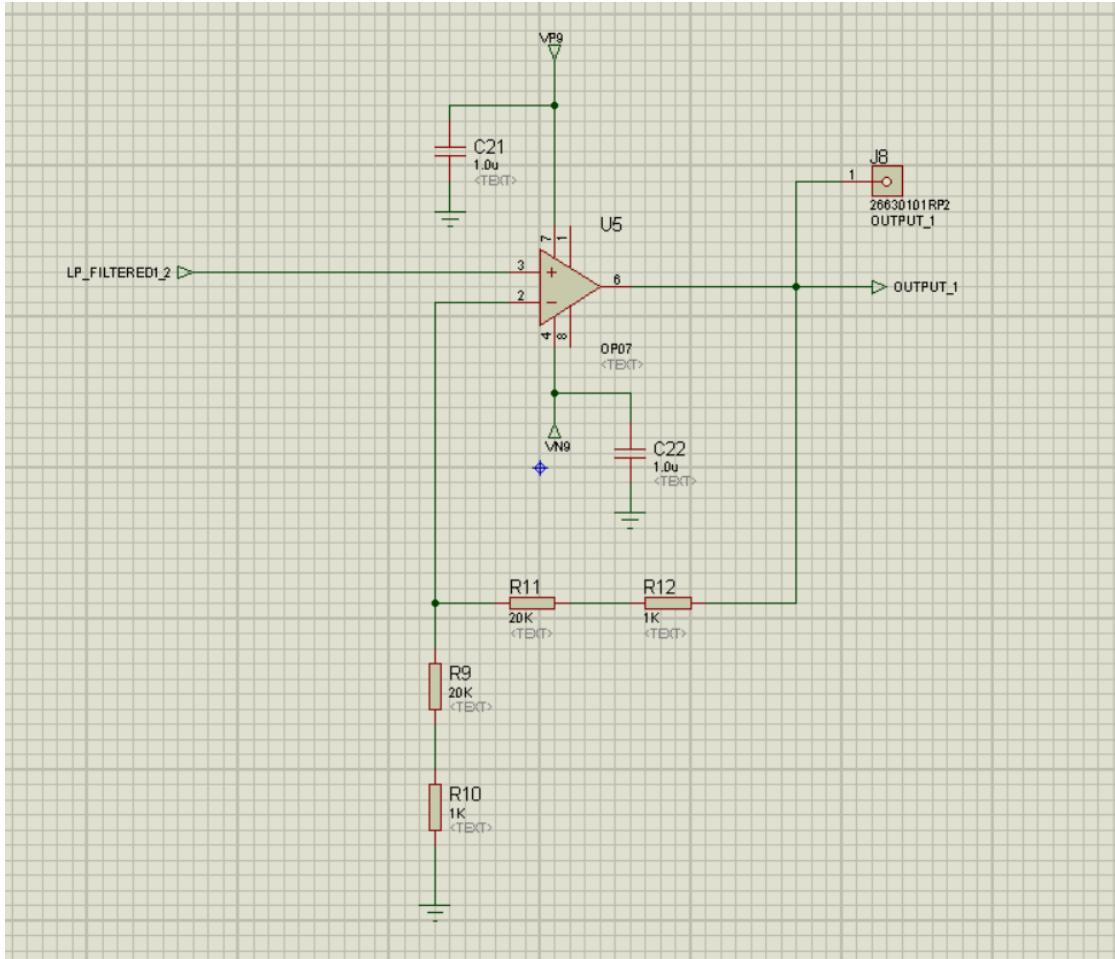 VP9
C21
1.0u
<TEXT>
J8
1
26630101RP2
OUTPUT_1
U5
7
1
LP_FILTERED1_2
3
+
6
OUTPUT_1
2
−
4
8
OP07
<TEXT>
VN9
C22
1.0u
<TEXT>
R11
20K
<TEXT>
R12
1K
<TEXT>
R9
20K
<TEXT>
R10
1K
<TEXT>